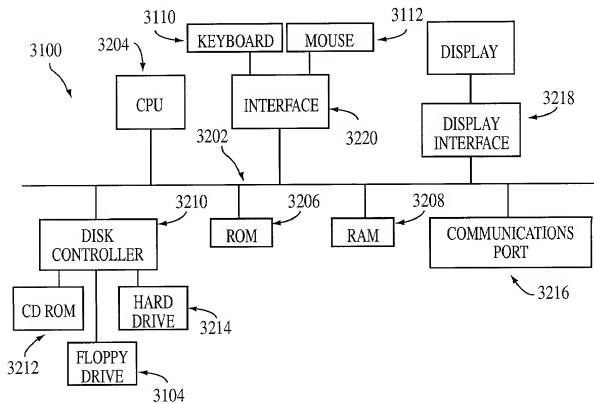 3110
KEYBOARD
MOUSE
3112
3204
3100
CPU
INTERFACE
3220
DISPLAY
DISPLAY
INTERFACE
3218
3202
3210
DISK
CONTROLLER
3206
ROM
3208
RAM
COMMUNICATIONS
PORT
3216
CD ROM
3212
HARD
DRIVE
3214
FLOPPY
DRIVE
3104